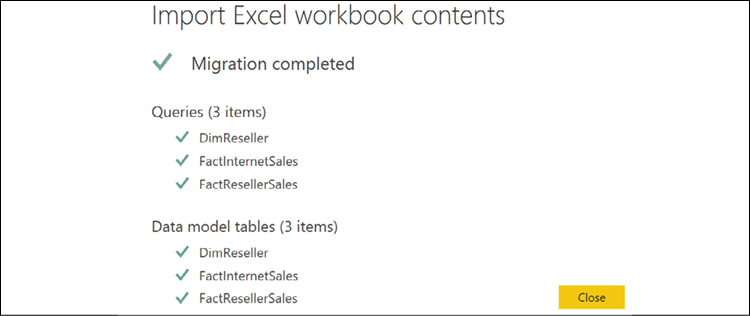 Import Excel workbook contents
Migration completed
Queries (3 items)
DimReseller
FactInternetSales
FactResellerSales
Data model tables (3 items)
DimReseller
FactInternetSales
FactResellerSales
Close